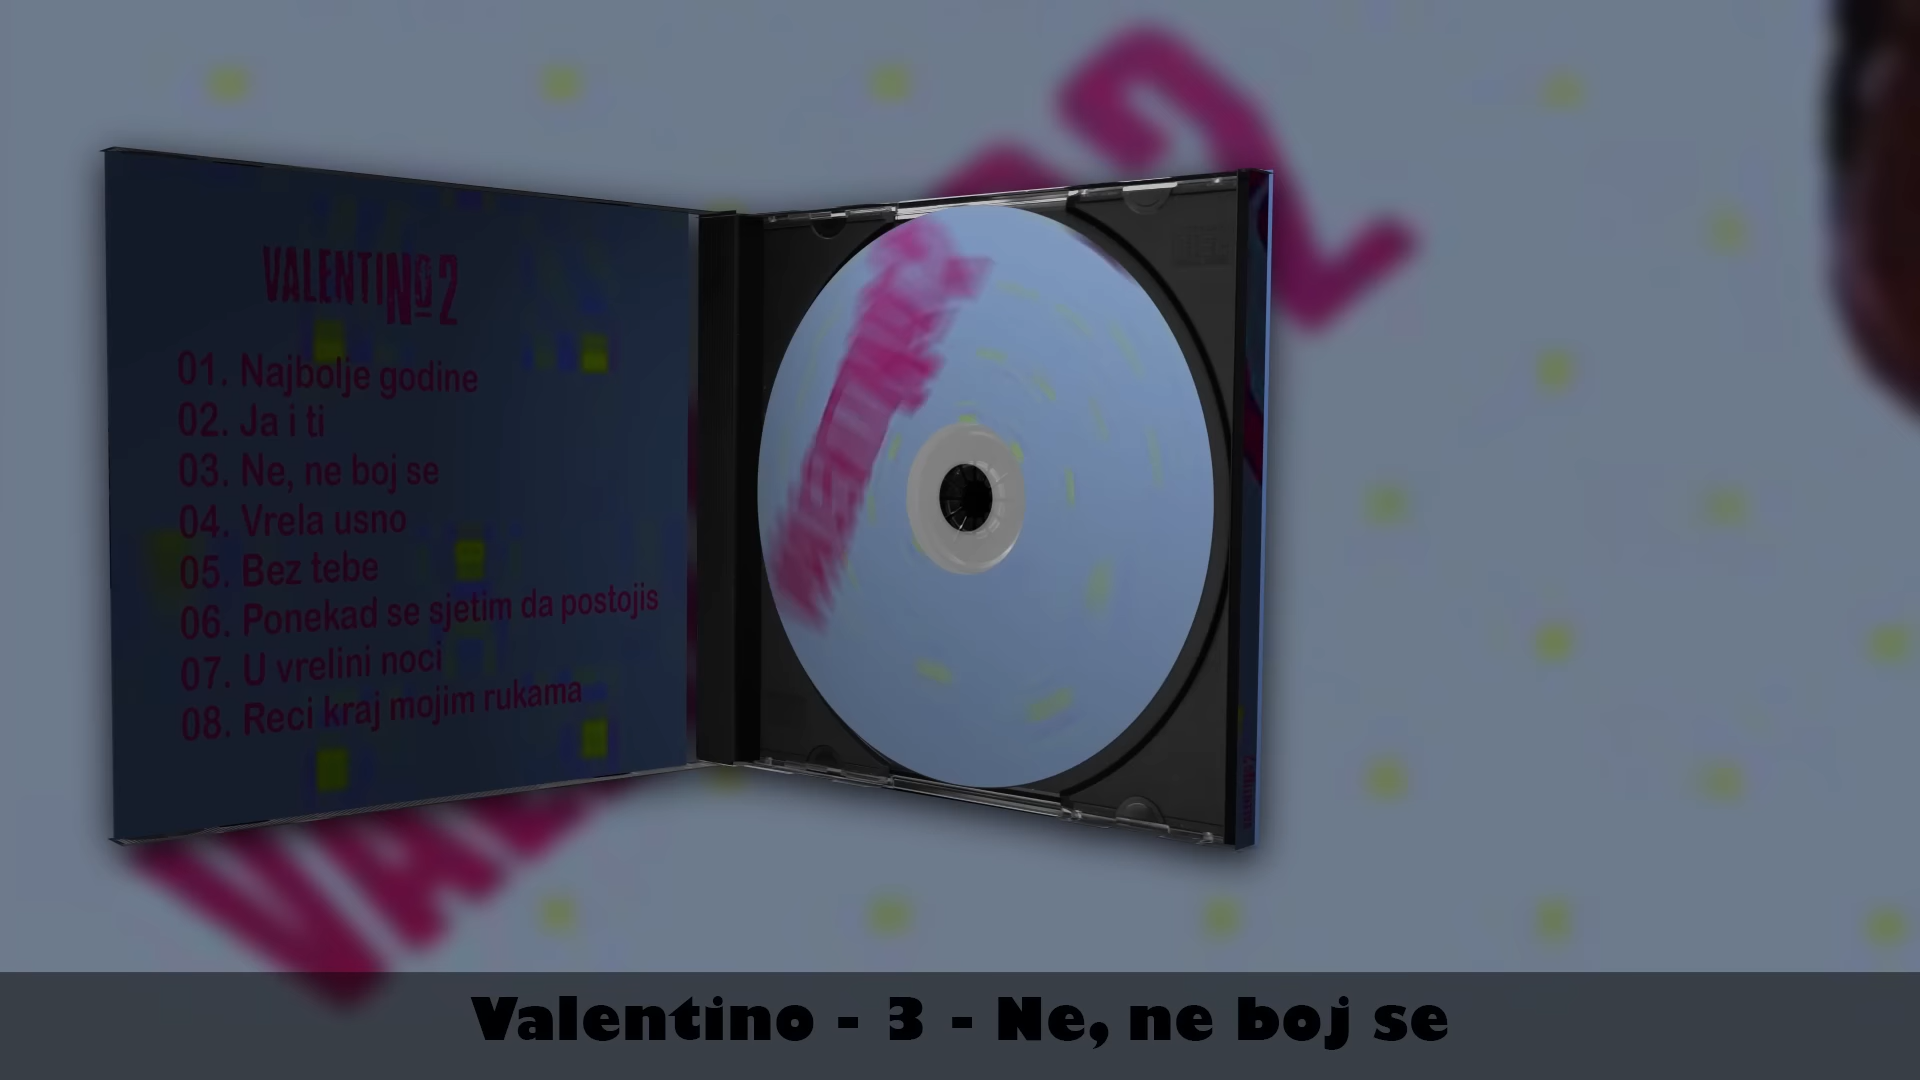 VALENTINO 2
01. Najbolje godine
02. Ja i ti
03. Ne, ne boj se
04. Vrela usno
05. Bez tebe
06. Ponekad se sjetim da postojis
07. U vrelini noci
08. Reci kraj mojim rukama
Valentino - 3 - Ne, ne boj se